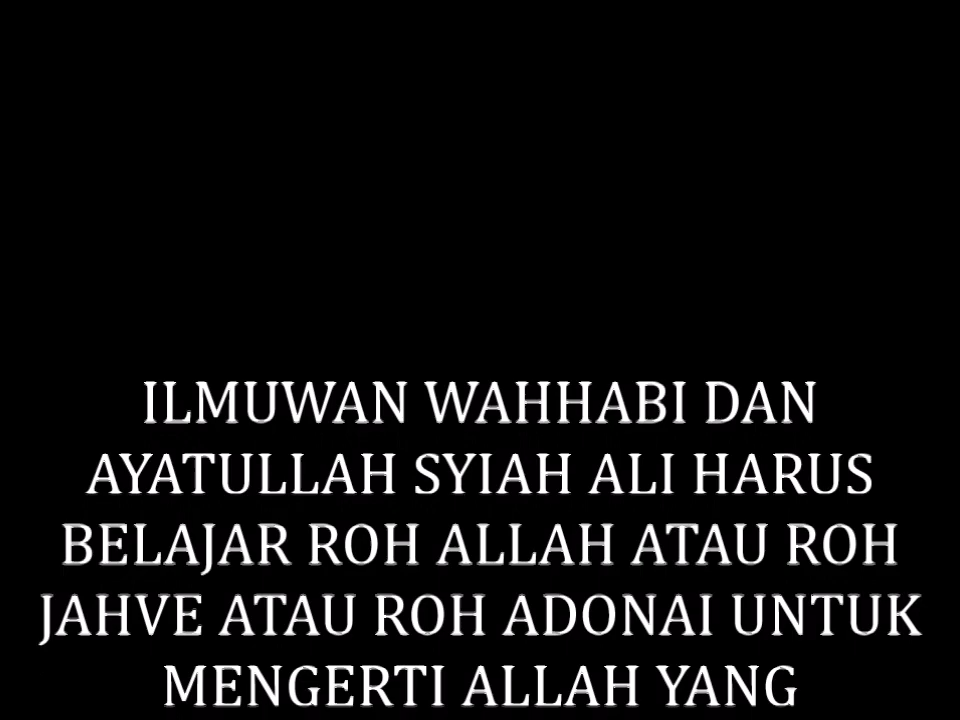 ILMUWAN WAHHABI DAN
AYATULLAH SYIAH ALI HARUS
BELAJAR ROH ALLAH ATAU ROH
JAHVE ATAU ROH ADONAI UNTUK
MENGERTI ALLAH YANG